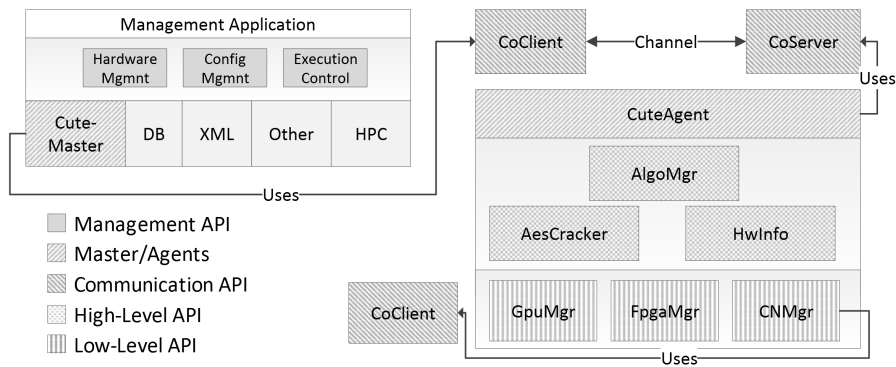 Management Application
Hardware
Mgmnt
Config
Mgmnt
Execution
Control
Cute-
Master
DB
XML
Other
HPC
Uses
CoClient
Channel
CoServer
Uses
CuteAgent
AlgoMgr
AesCracker
HwInfo
GpuMgr
FpgaMgr
CNMgr
CoClient
Uses
Management API
Master/Agents
Communication API
High-Level API
Low-Level API